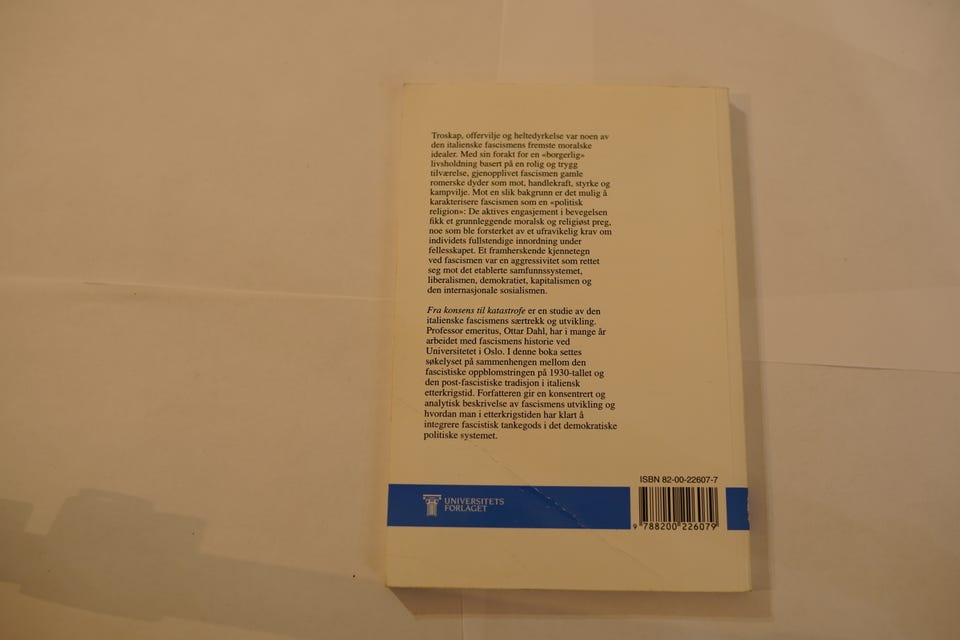 Troskap, offervilje og heltedyrkelse var noen av
den italienske fascismens fremste moralske
idealer. Med sin forakt for en «borgerlig»
livsholdning basert på en rolig og trygg
tilværelse, gjenopplivet fascismen gamle
romerske dyder som mot, handlekraft, styrke og
kampvilje. Mot en slik bakgrunn er det mulig å
karakterisere fascismen som en «politisk
religion»: De aktives engasjement i bevegelsen
fikk et grunnleggende moralsk og religiøst preg,
noe som ble forsterket av et ufravikelig krav om
individets fullstendige innordning under
fellesskapet. Et framherskende kjennetegn
ved fascismen var en aggressivitet som rettet
seg mot det etablerte samfunnssystemet,
liberalismen, demokratiet, kapitalismen og
den internasjonale sosialismen.
Fra konsens til katastrofe er en studie av den
italienske fascismens særtrekk og utvikling.
Professor emeritus, Ottar Dahl, har i mange år
arbeidet med fascismens historie ved
Universitetet i Oslo. I denne boka settes
søkelyset på sammenhengen mellom den
fascistiske oppblomstringen på 1930-tallet og
den post-fascistiske tradisjon i italiensk
etterkrigstid. Forfatteren gir en konsentrert og
analytisk beskrivelse av fascismens utvikling og
hvordan man i etterkrigstiden har klart å
integrere fascistisk tankegods i det demokratiske
politiske systemet.
ISBN 82-00-22607-7
UNIVERSITETS
FORLAGET
9 788200 226079